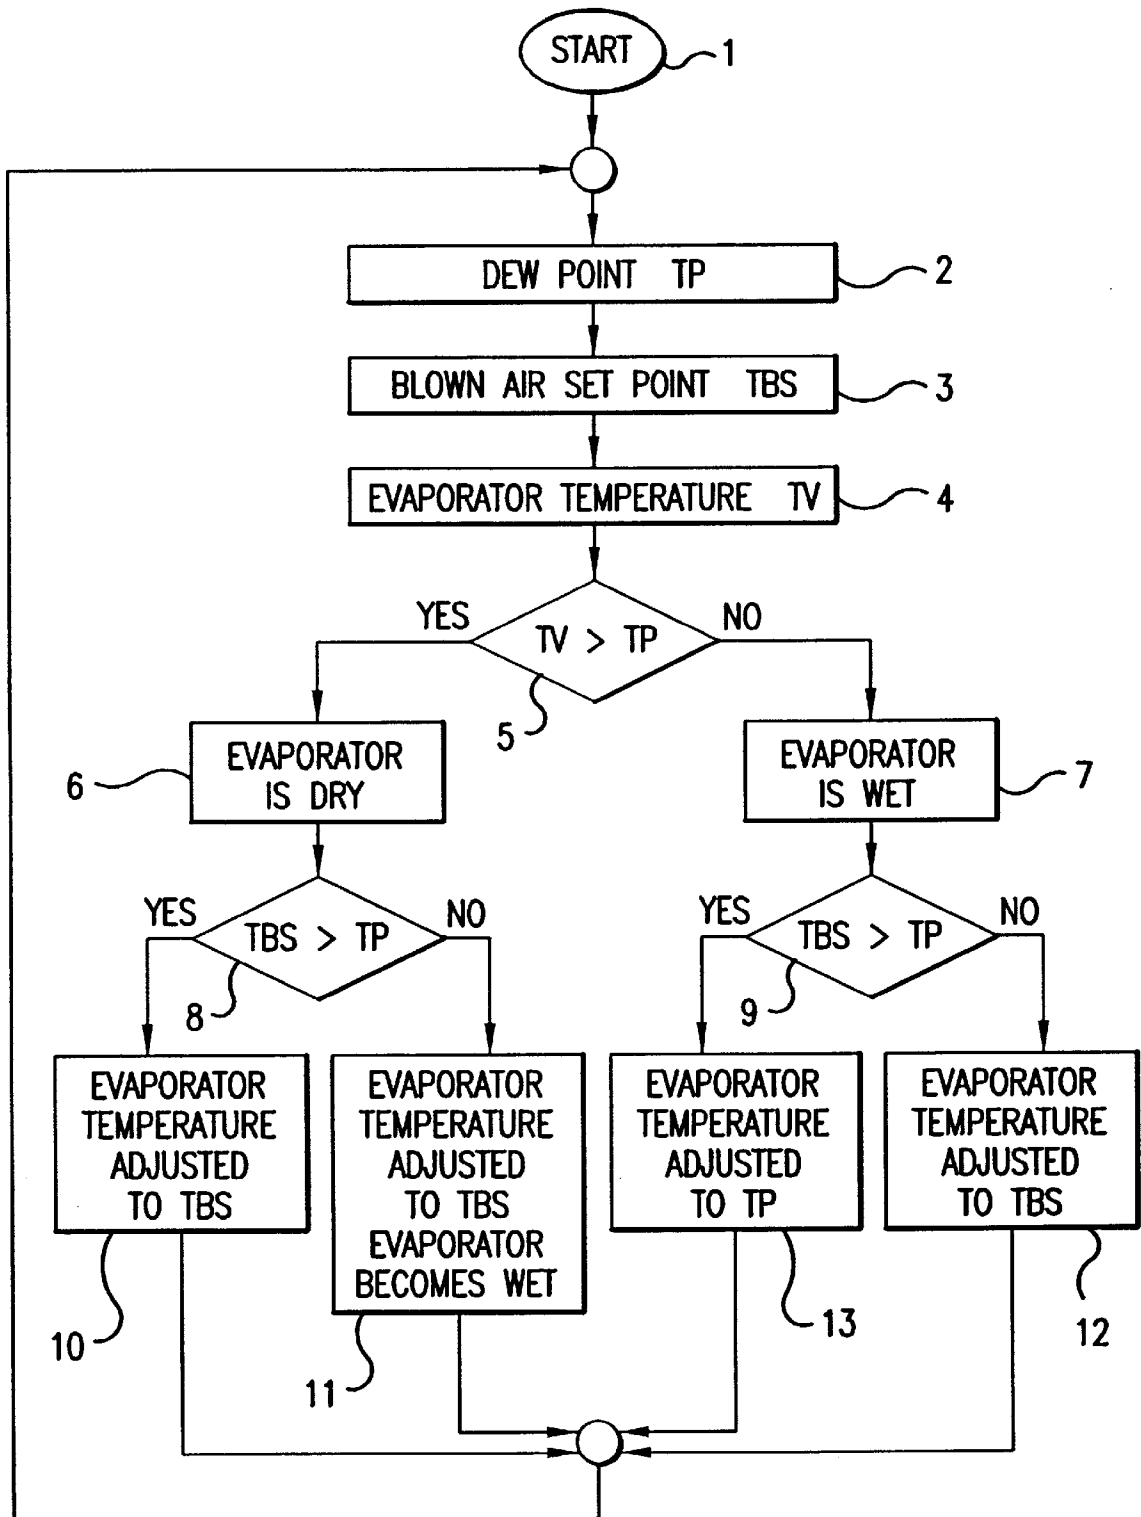 START
1
DEW POINT TP
2
BLOWN AIR SET POINT TBS
3
EVAPORATOR TEMPERATURE TV
4
YES
TV > TP
NO
5
EVAPORATOR
IS DRY
6
EVAPORATOR
IS WET
7
YES
TBS > TP
NO
8
YES
TBS > TP
NO
9
EVAPORATOR
TEMPERATURE
ADJUSTED
TO TBS
10
EVAPORATOR
TEMPERATURE
ADJUSTED
TO TBS
EVAPORATOR
BECOMES WET
11
EVAPORATOR
TEMPERATURE
ADJUSTED
TO TP
13
EVAPORATOR
TEMPERATURE
ADJUSTED
TO TBS
12